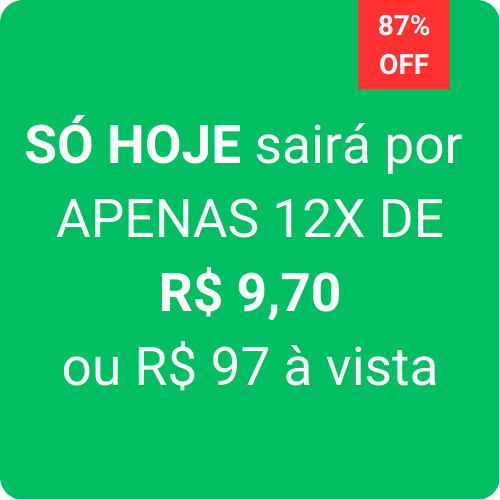 87%
OFF
SÓ HOJE sairá por
APENAS 12X DE
R$ 9,70
ou R$ 97 à vista